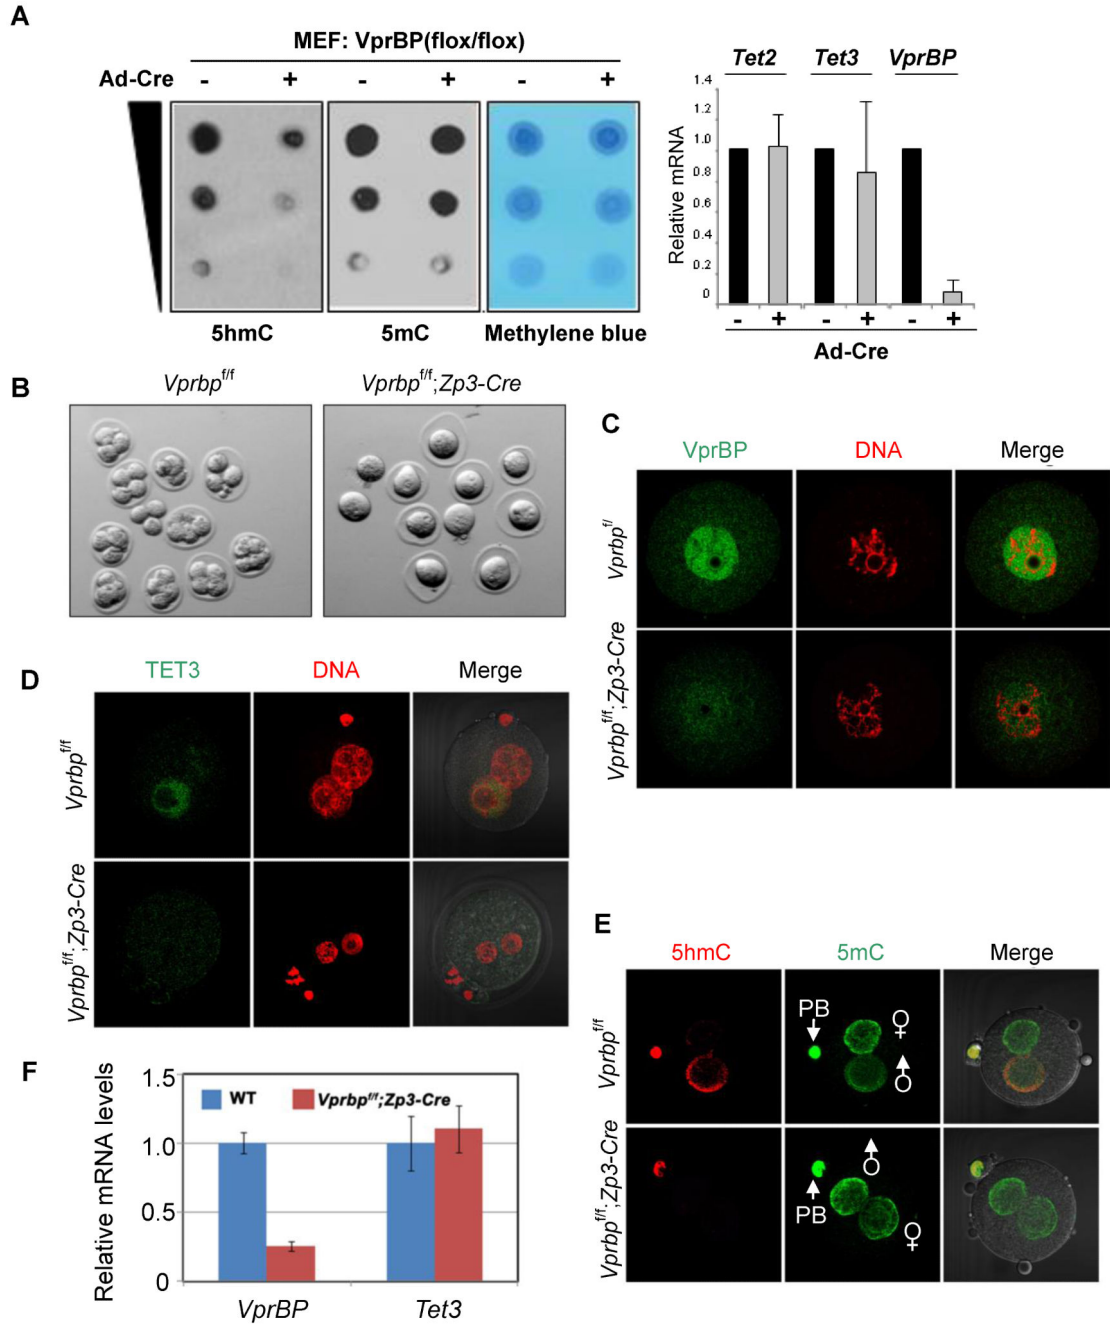 A
MEF: VprBP(flox/flox)
Ad-Cre - + - + - +
5hmC 5mC Methylene blue
Tet2 Tet3 VprBP
Relative mRNA
1.4
1.2
1.0
0.8
0.6
0.4
0.2
0
- + - + - +
Ad-Cre
B
Vprbpf/f Vprbpf/f;Zp3-Cre
C
VprBP DNA Merge
Vprbpf/
Vprbpf/f;Zp3-Cre
D
TET3 DNA Merge
Vprbpf/f
Vprbpf/f;Zp3-Cre
E
5hmC 5mC Merge
Vprbpf/f
PB ♀
♂
Vprbpf/f;Zp3-Cre
♂
PB
♀
F
Relative mRNA levels
1.5
1.0
0.5
0
WT Vprbpf/f;Zp3-Cre
VprBP Tet3